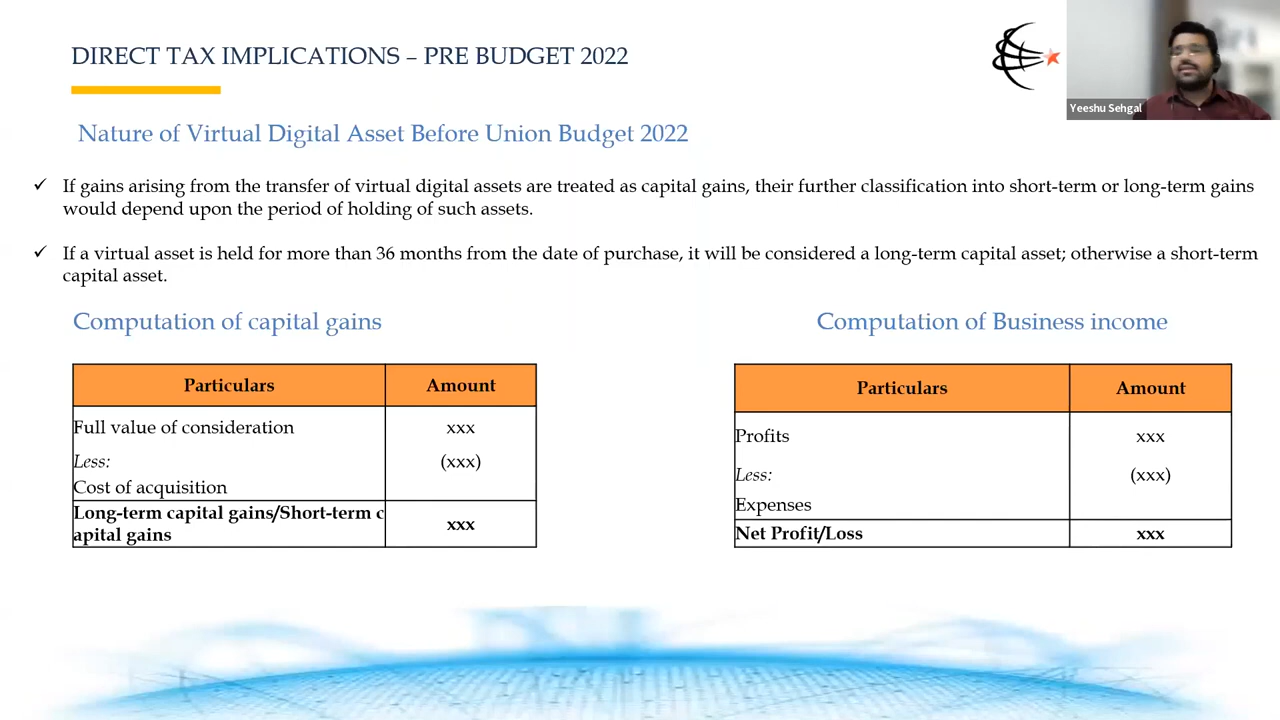 DIRECT TAX IMPLICATIONS – PRE BUDGET 2022
Yeeshu Sehgal
Nature of Virtual Digital Asset Before Union Budget 2022
✓ If gains arising from the transfer of virtual digital assets are treated as capital gains, their further classification into short-term or long-term gains
would depend upon the period of holding of such assets.
✓ If a virtual asset is held for more than 36 months from the date of purchase, it will be considered a long-term capital asset; otherwise a short-term
capital asset.
Computation of capital gains
Particulars Amount
Full value of consideration xxx
Less: (xxx)
Cost of acquisition
Long-term capital gains/Short-term c
apital gains xxx
Computation of Business income
Particulars Amount
Profits xxx
Less: (xxx)
Expenses
Net Profit/Loss xxx